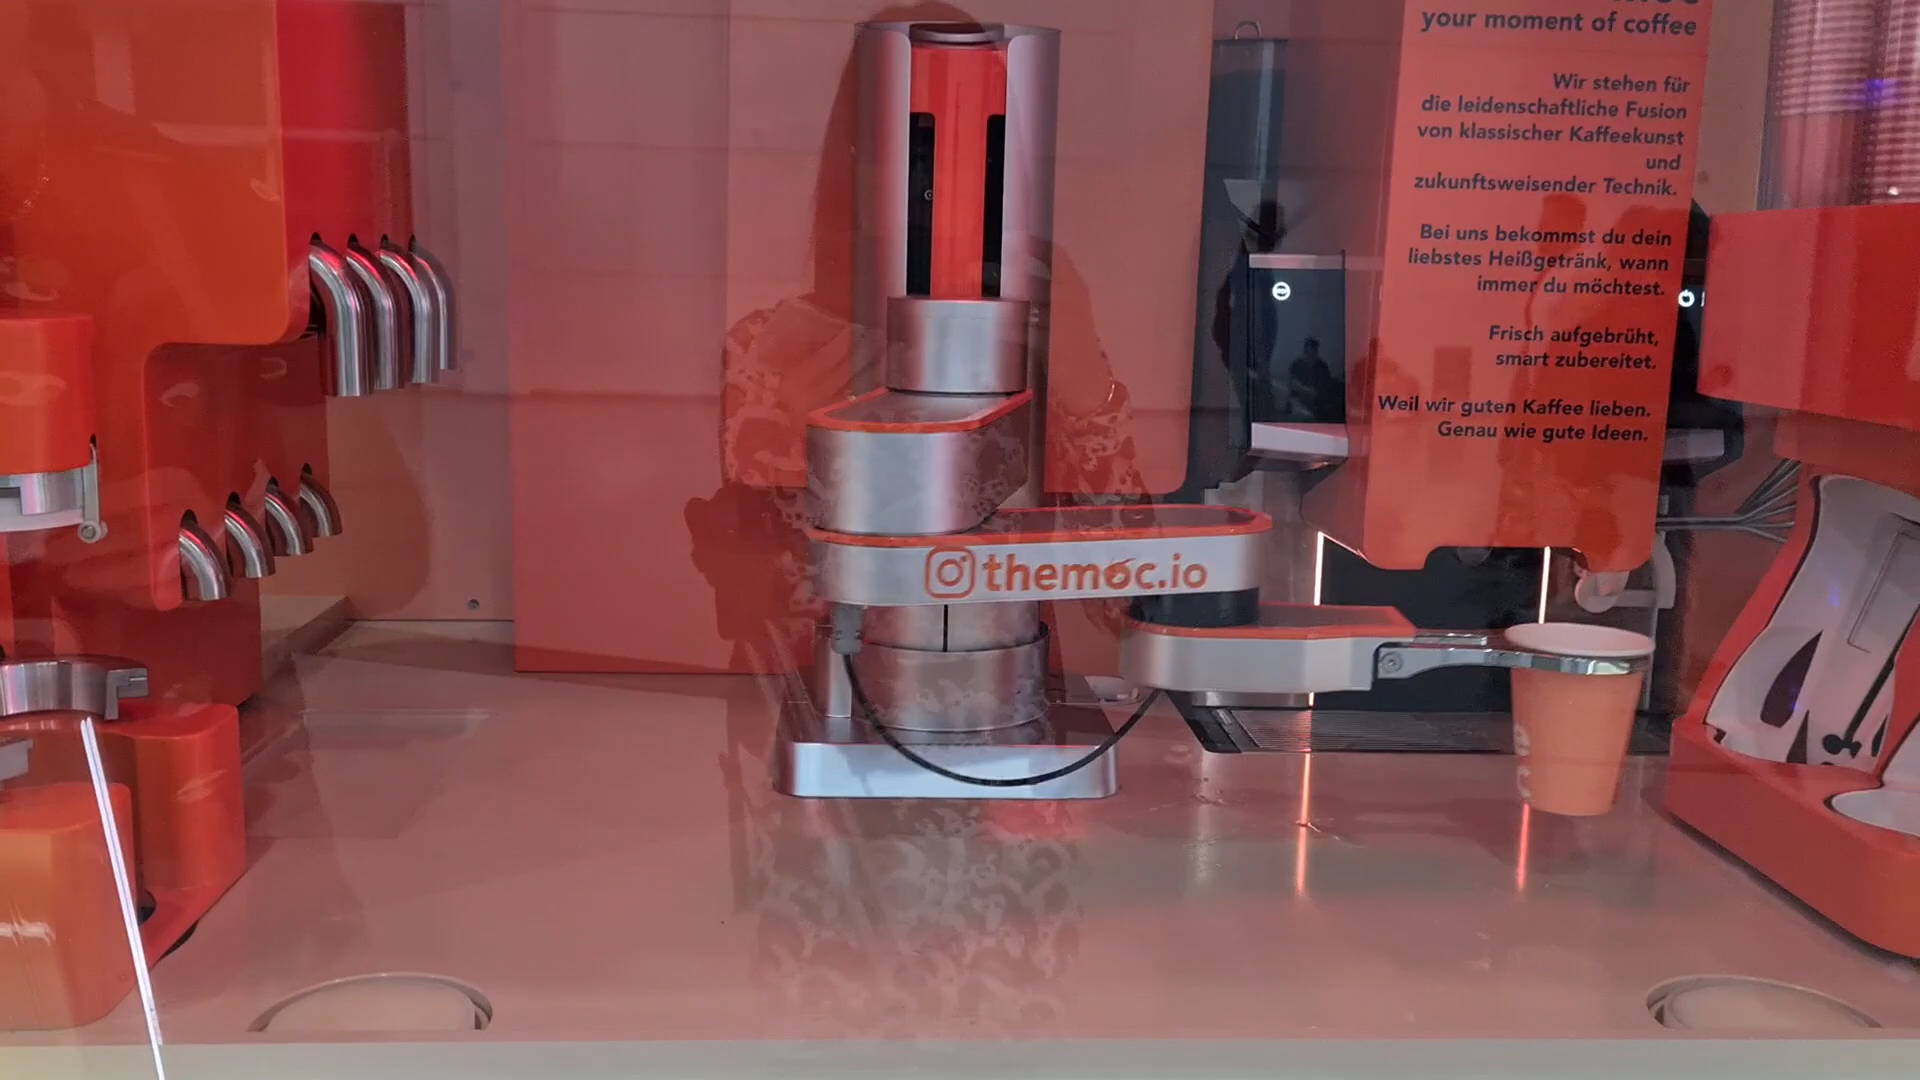 your moment of coffee
Wir stehen für
die leidenschaftliche Fusion
von klassischer Kaffeekunst
und
zukunftsweisender Technik.
Bei uns bekommst du dein
liebstes Heißgetränk, wann
immer du möchtest.
Frisch aufgebrüht,
smart zubereitet.
Weil wir guten Kaffee lieben.
Genau wie gute Ideen.
themoc.io